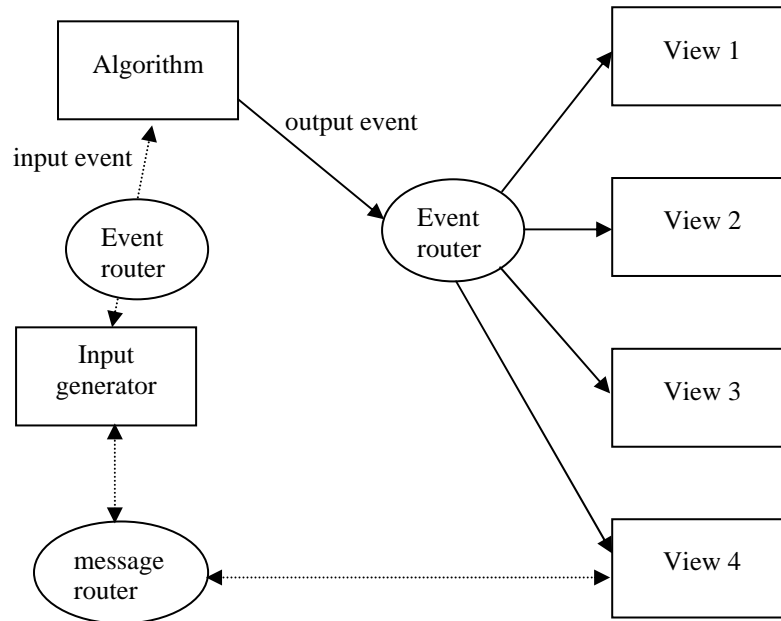 Algorithm
View 1
output event
input event
Event
router
Event
router
View 2
Input
generator
View 3
message
router
View 4